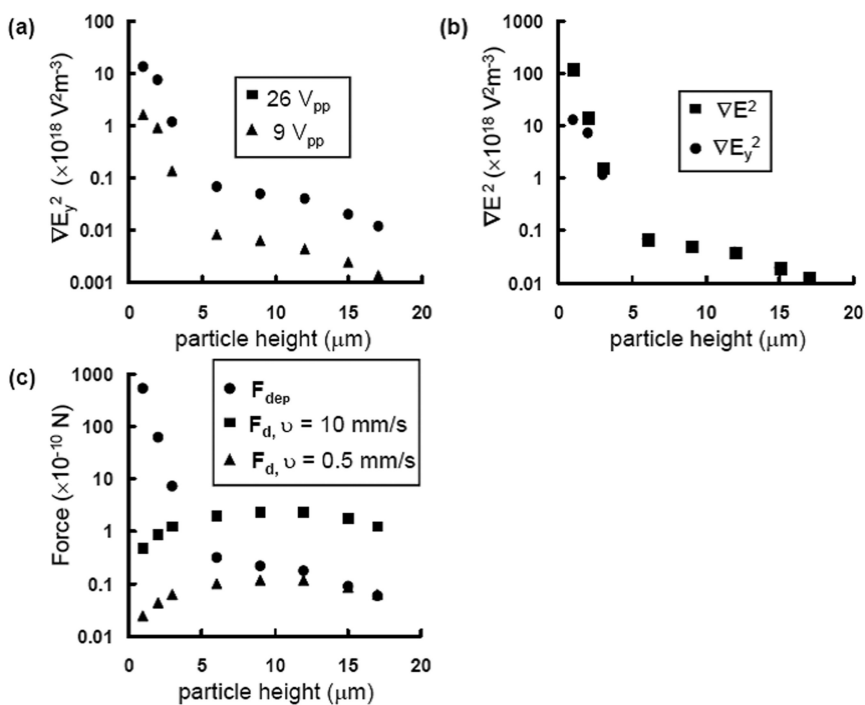 (a)
100
10
1
0.1
0.01
0.001
∇Ey² (×10¹⁸ V²m⁻³)
26 Vpp
9 Vpp
0 5 10 15 20
particle height (μm)
(b)
1000
100
10
1
0.1
0.01
∇E² (×10¹⁸ V²m⁻³)
∇E²
∇Ey²
0 5 10 15 20
particle height (μm)
(c)
1000
100
10
1
0.1
0.01
Force (×10⁻¹⁰ N)
Fdep
Fd, υ = 10 mm/s
Fd, υ = 0.5 mm/s
0 5 10 15 20
particle height (μm)